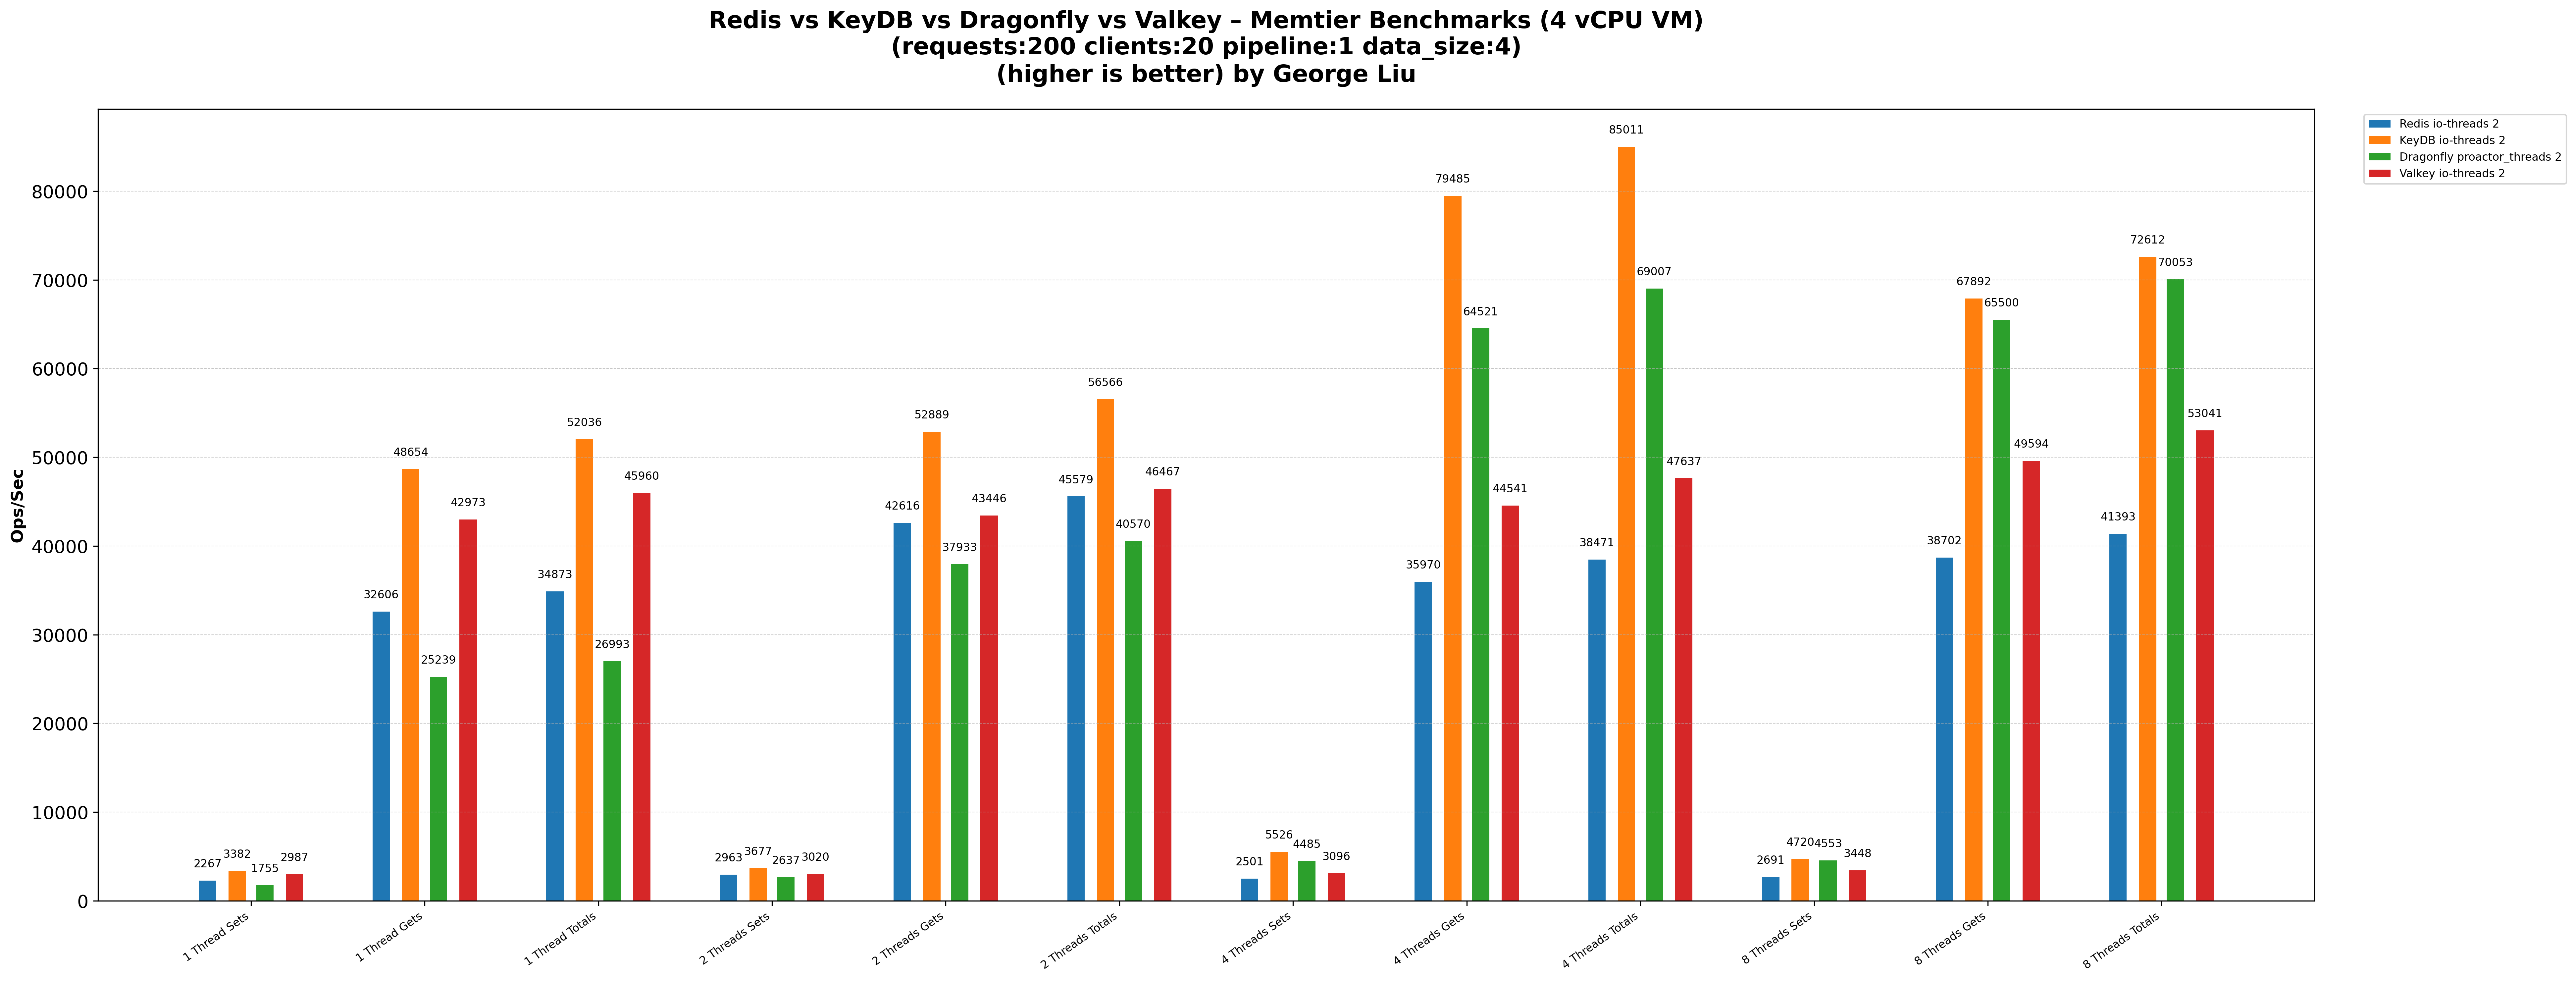 Redis vs KeyDB vs Dragonfly vs Valkey – Memtier Benchmarks (4 vCPU VM)
(requests:200 clients:20 pipeline:1 data_size:4)
(higher is better) by George Liu
Redis io-threads 2
KeyDB io-threads 2
Dragonfly proactor_threads 2
Valkey io-threads 2
Ops/Sec
80000
70000
60000
50000
40000
30000
20000
10000
0
2267
3382
1755
2987
32606
48654
25239
42973
34873
52036
26993
45960
2963
3677
2637
3020
42616
52889
37933
43446
45579
56566
40570
46467
2501
5526
4485
3096
35970
79485
64521
44541
38471
85011
69007
47637
2691
4720
4553
3448
38702
67892
65500
49594
41393
72612
70053
53041
1 Thread Sets
1 Thread Gets
1 Thread Totals
2 Threads Sets
2 Threads Gets
2 Threads Totals
4 Threads Sets
4 Threads Gets
4 Threads Totals
8 Threads Sets
8 Threads Gets
8 Threads Totals